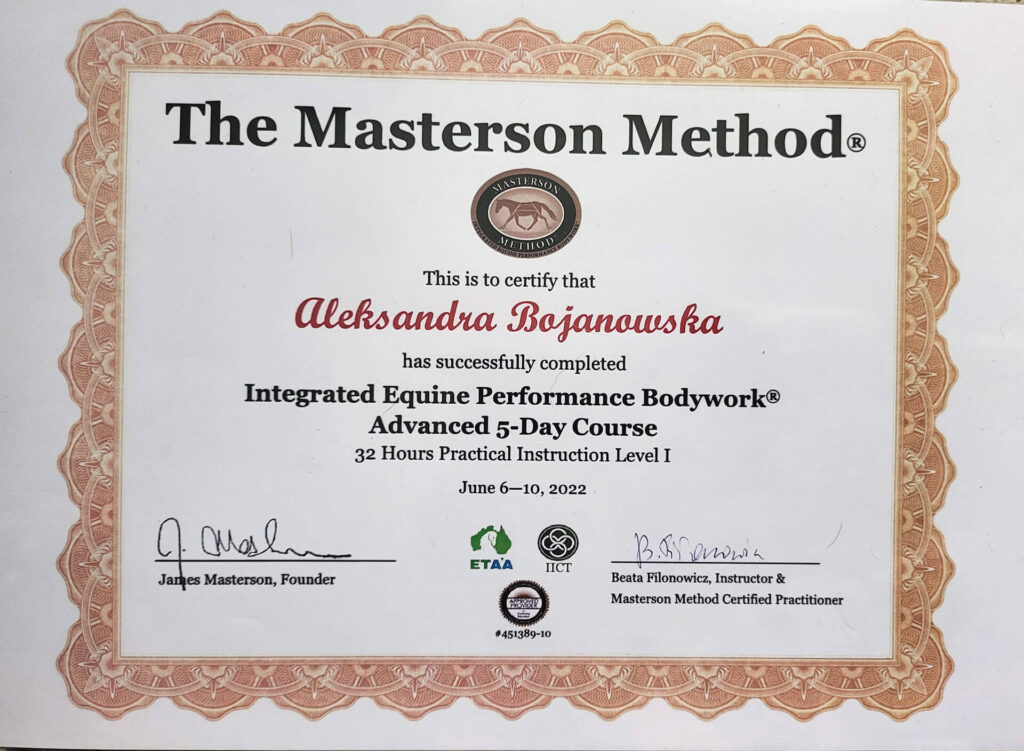 The Masterson Method®
MASTERSON
METHOD®
This is to certify that
Aleksandra Bojanowska
has successfully completed
Integrated Equine Performance Bodywork®
Advanced 5-Day Course
32 Hours Practical Instruction Level I
June 6—10, 2022
James Masterson, Founder
ETAA
IICT
APPROVED
PROVIDER
#451389-10
Beata Filonowicz, Instructor &
Masterson Method Certified Practitioner